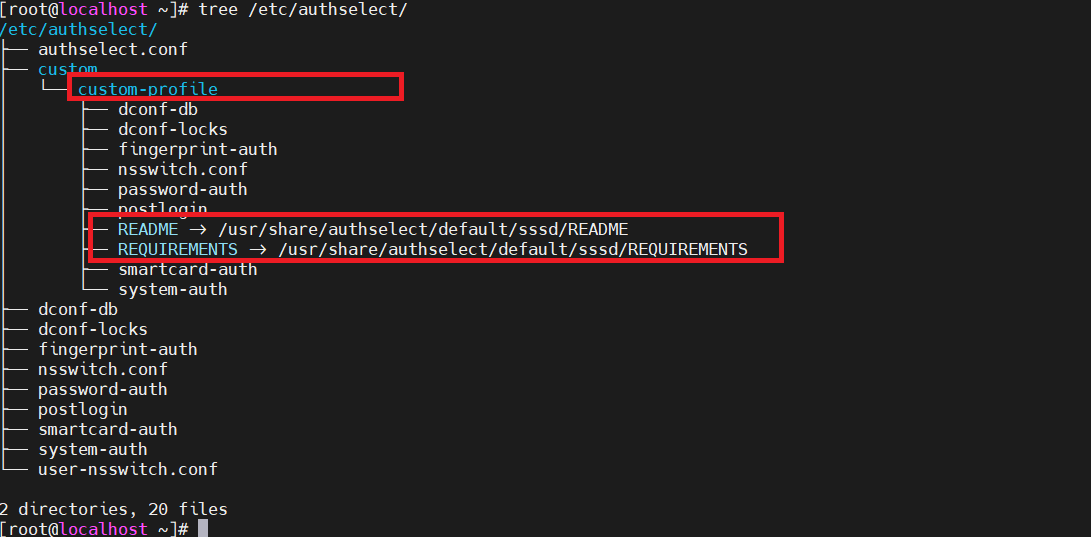 [root@localhost ~]# tree /etc/authselect/
/etc/authselect/
├── authselect.conf
├── custom
│   └── custom-profile
│       ├── dconf-db
│       ├── dconf-locks
│       ├── fingerprint-auth
│       ├── nsswitch.conf
│       ├── password-auth
│       ├── postlogin
│       ├── README -> /usr/share/authselect/default/sssd/README
│       ├── REQUIREMENTS -> /usr/share/authselect/default/sssd/REQUIREMENTS
│       ├── smartcard-auth
│       └── system-auth
├── dconf-db
├── dconf-locks
├── fingerprint-auth
├── nsswitch.conf
├── password-auth
├── postlogin
├── smartcard-auth
├── system-auth
└── user-nsswitch.conf
2 directories, 20 files
[root@localhost ~]#